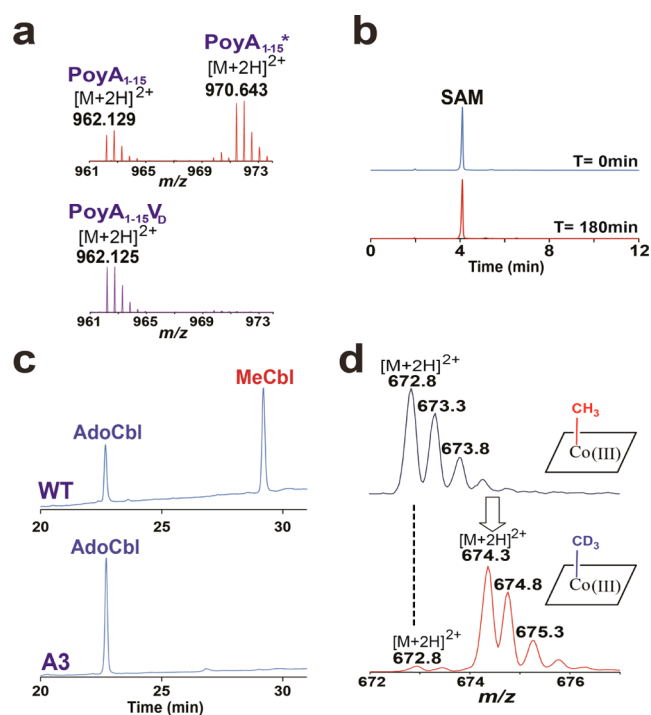 a
PoyA1-15*
PoyA1-15 [M+2H]2+
[M+2H]2+ 970.643
962.129
961 965 969 973
m/z
PoyA1-15VD
[M+2H]2+
962.125
961 965 969 973
m/z
b
SAM
T= 0min
T= 180min
0 4 8 12
Time (min)
c
MeCbl
AdoCbl
WT
20 25 30
AdoCbl
A3
20 25 30
Time (min)
d
[M+2H]2+
672.8
673.3
673.8
CH3
Co(III)
[M+2H]2+
674.3
CD3
Co(III)
674.8
675.3
[M+2H]2+
672.8
672 674 676
m/z